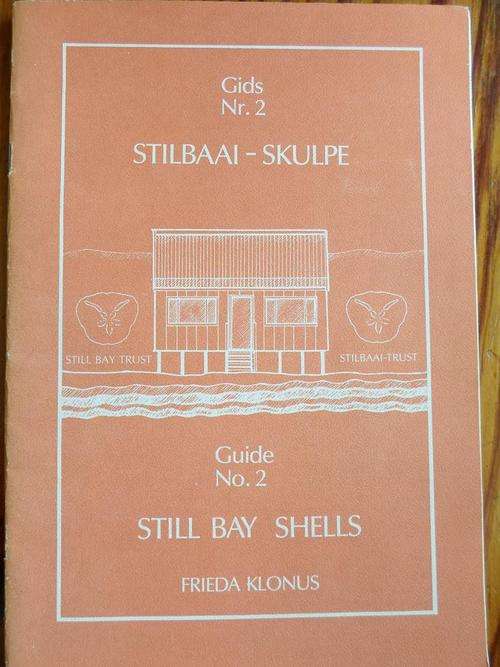 Gids
Nr. 2
STILBAAI - SKULPE
STILL BAY TRUST
STILBAAI-TRUST
Guide
No. 2
STILL BAY SHELLS
FRIEDA KLONUS